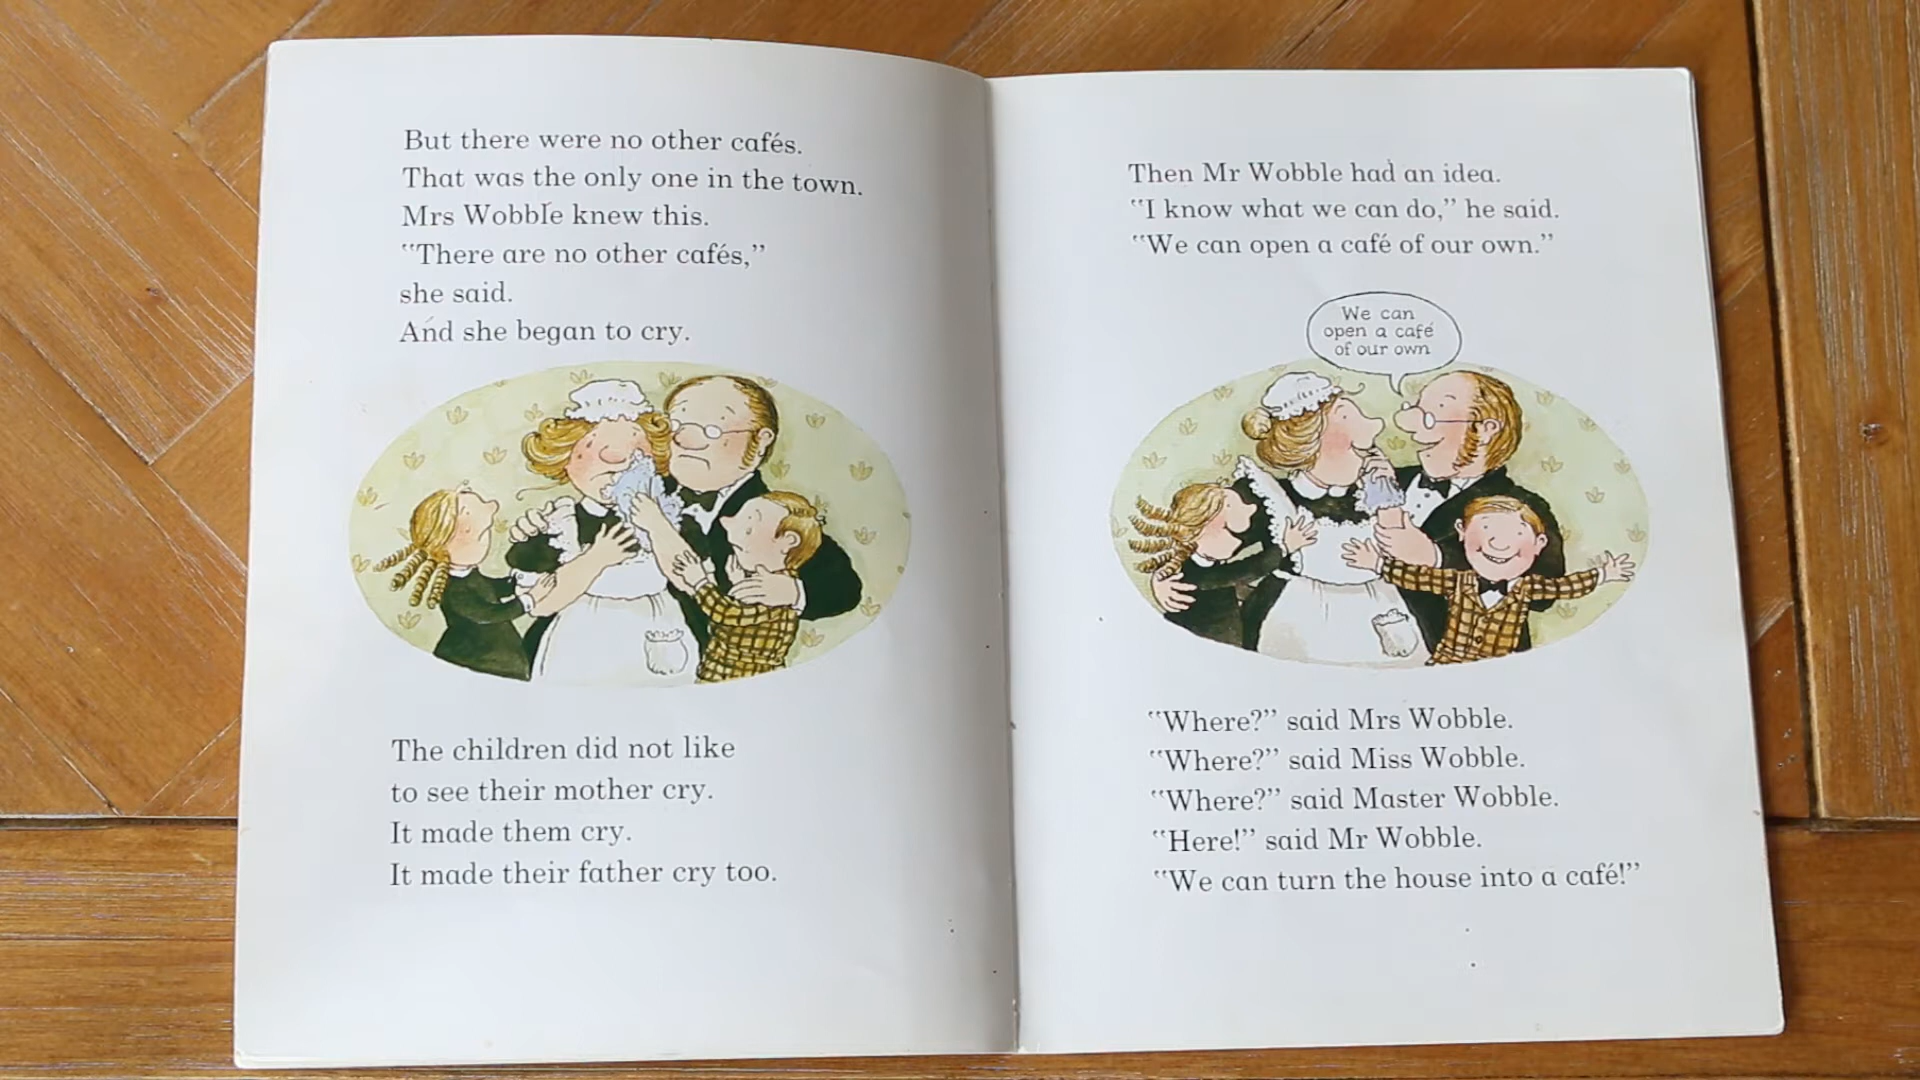 But there were no other cafés.
That was the only one in the town.
Mrs Wobble knew this.
“There are no other cafés,”
she said.
And she began to cry.
The children did not like
to see their mother cry.
It made them cry.
It made their father cry too.
Then Mr Wobble had an idea.
“I know what we can do,” he said.
“We can open a café of our own.”
We can
open a café
of our own
“Where?” said Mrs Wobble.
“Where?” said Miss Wobble.
“Where?” said Master Wobble.
“Here!” said Mr Wobble.
“We can turn the house into a café!”